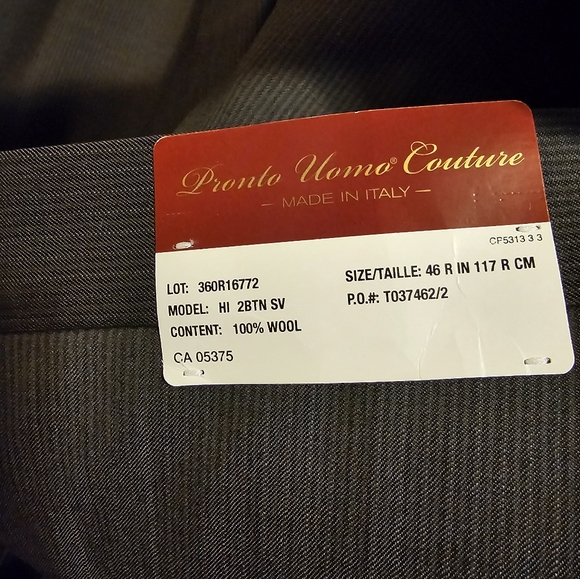 Pronto Uomo® Couture
— MADE IN ITALY —
CP5313 3 3
LOT: 360R16772
SIZE/TAILLE: 46 R IN 117 R CM
MODEL: HI 2BTN SV
P.O.#: T037462/2
CONTENT: 100% WOOL
CA 05375